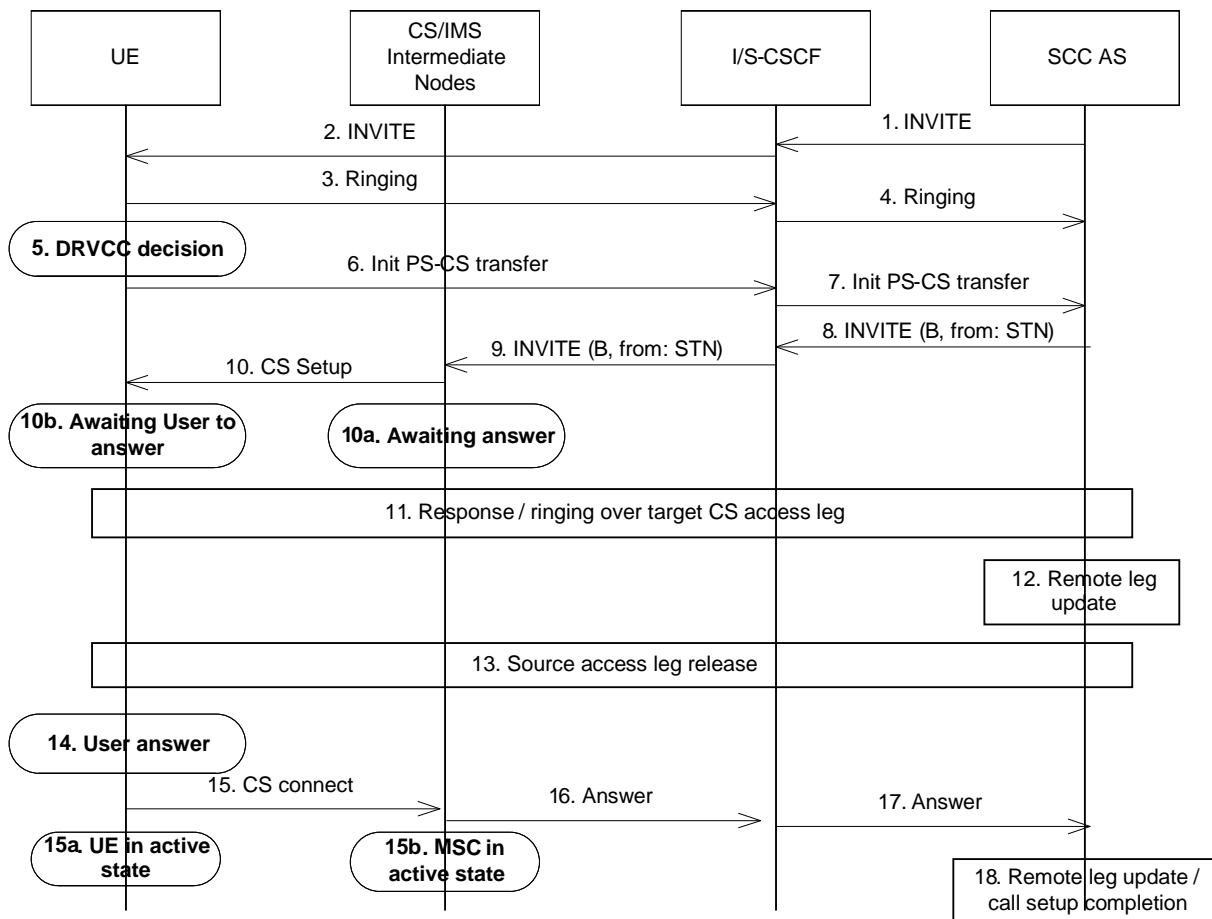 UE
CS/IMS
Intermediate
Nodes
I/S-CSCF
SCC AS
1. INVITE
2. INVITE
3. Ringing
4. Ringing
5. DRVCC decision
6. Init PS-CS transfer
7. Init PS-CS transfer
8. INVITE (B, from: STN)
9. INVITE (B, from: STN)
10. CS Setup
10b. Awaiting User to
answer
10a. Awaiting answer
11. Response / ringing over target CS access leg
12. Remote leg
update
13. Source access leg release
14. User answer
15. CS connect
16. Answer
17. Answer
15a. UE in active
state
15b. MSC in
active state
18. Remote leg update /
call setup completion